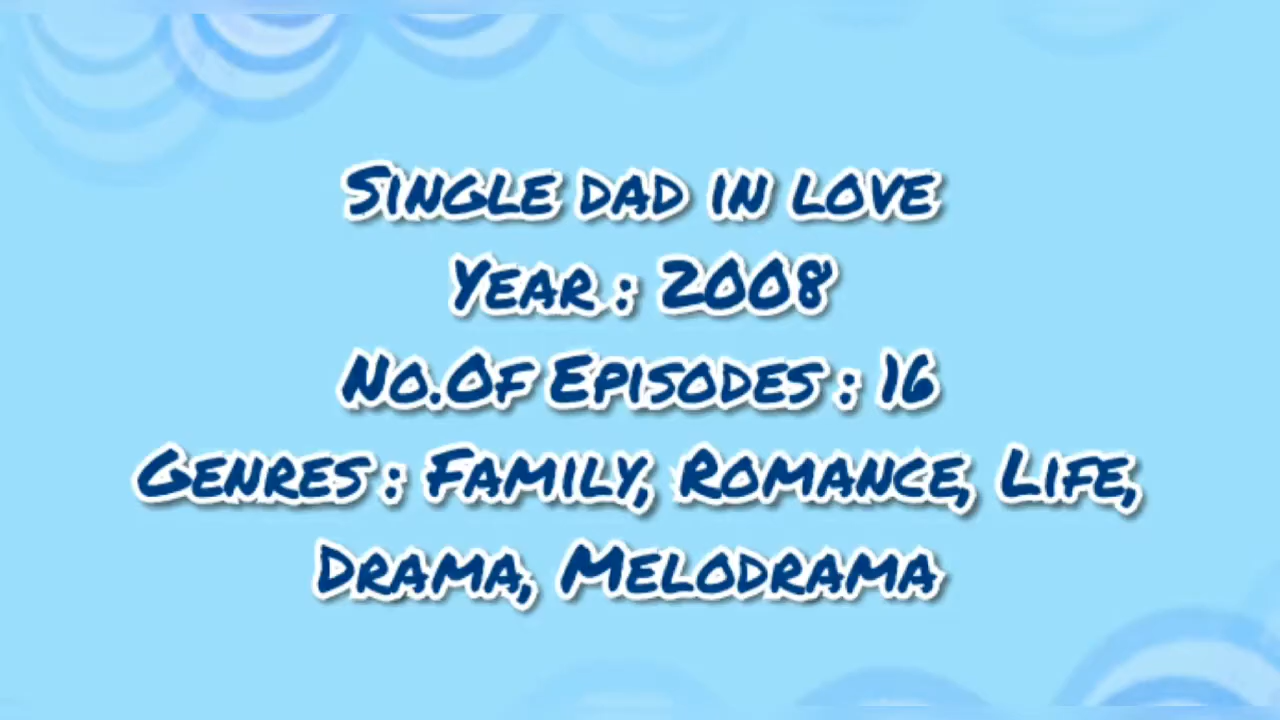 Single dad in love
Year : 2008
No.Of Episodes : 16
Genres : Family, Romance, Life,
Drama, Melodrama